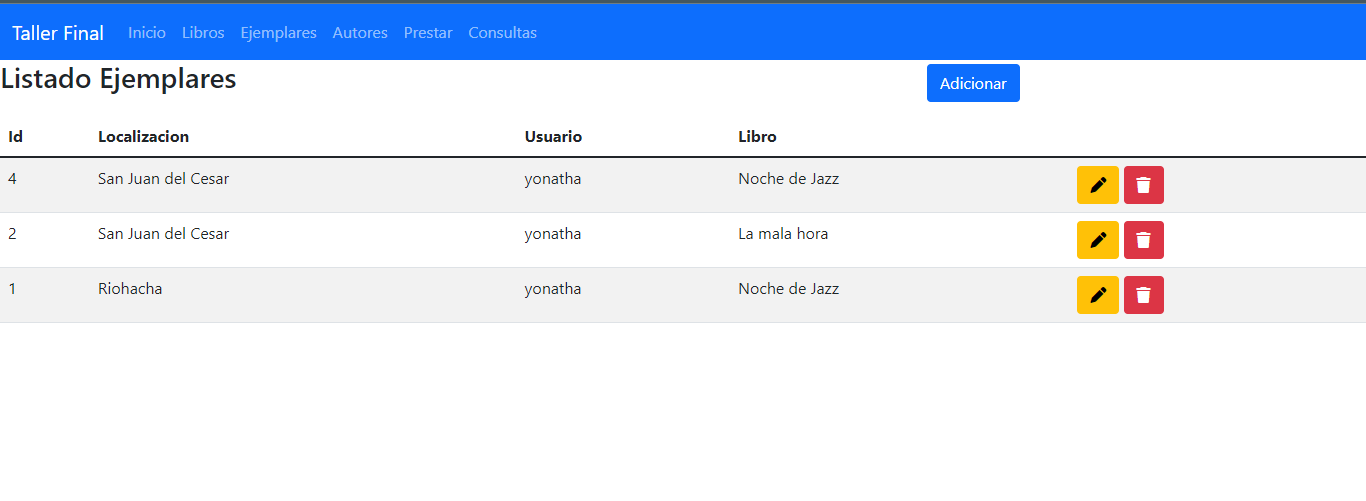 Taller Final Inicio Libros Ejemplares Autores Prestar Consultas
Listado Ejemplares Adicionar
Id Localizacion Usuario Libro
4 San Juan del Cesar yonatha Noche de Jazz
2 San Juan del Cesar yonatha La mala hora
1 Riohacha yonatha Noche de Jazz